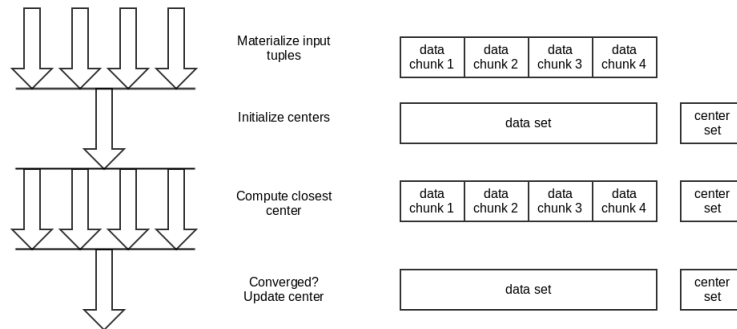 Materialize input
tuples
data
chunk 1
data
chunk 2
data
chunk 3
data
chunk 4
Initialize centers
data set
center
set
Compute closest
center
data
chunk 1
data
chunk 2
data
chunk 3
data
chunk 4
center
set
Converged?
Update center
data set
center
set